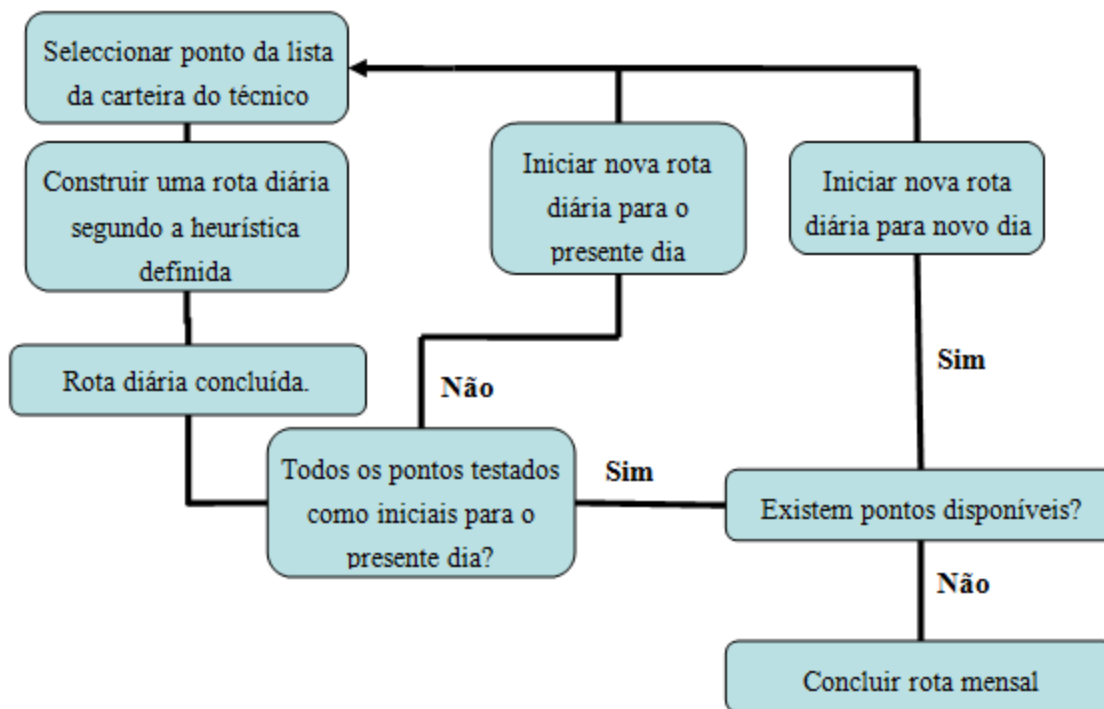 Seleccionar ponto da lista
da carteira do técnico
Construir uma rota diária
segundo a heurística
definida
Rota diária concluída.
Iniciar nova rota
diária para o
presente dia
Iniciar nova rota
diária para novo dia
Não
Sim
Todos os pontos testados
como iniciais para o
presente dia?
Sim
Existem pontos disponíveis?
Não
Concluir rota mensal